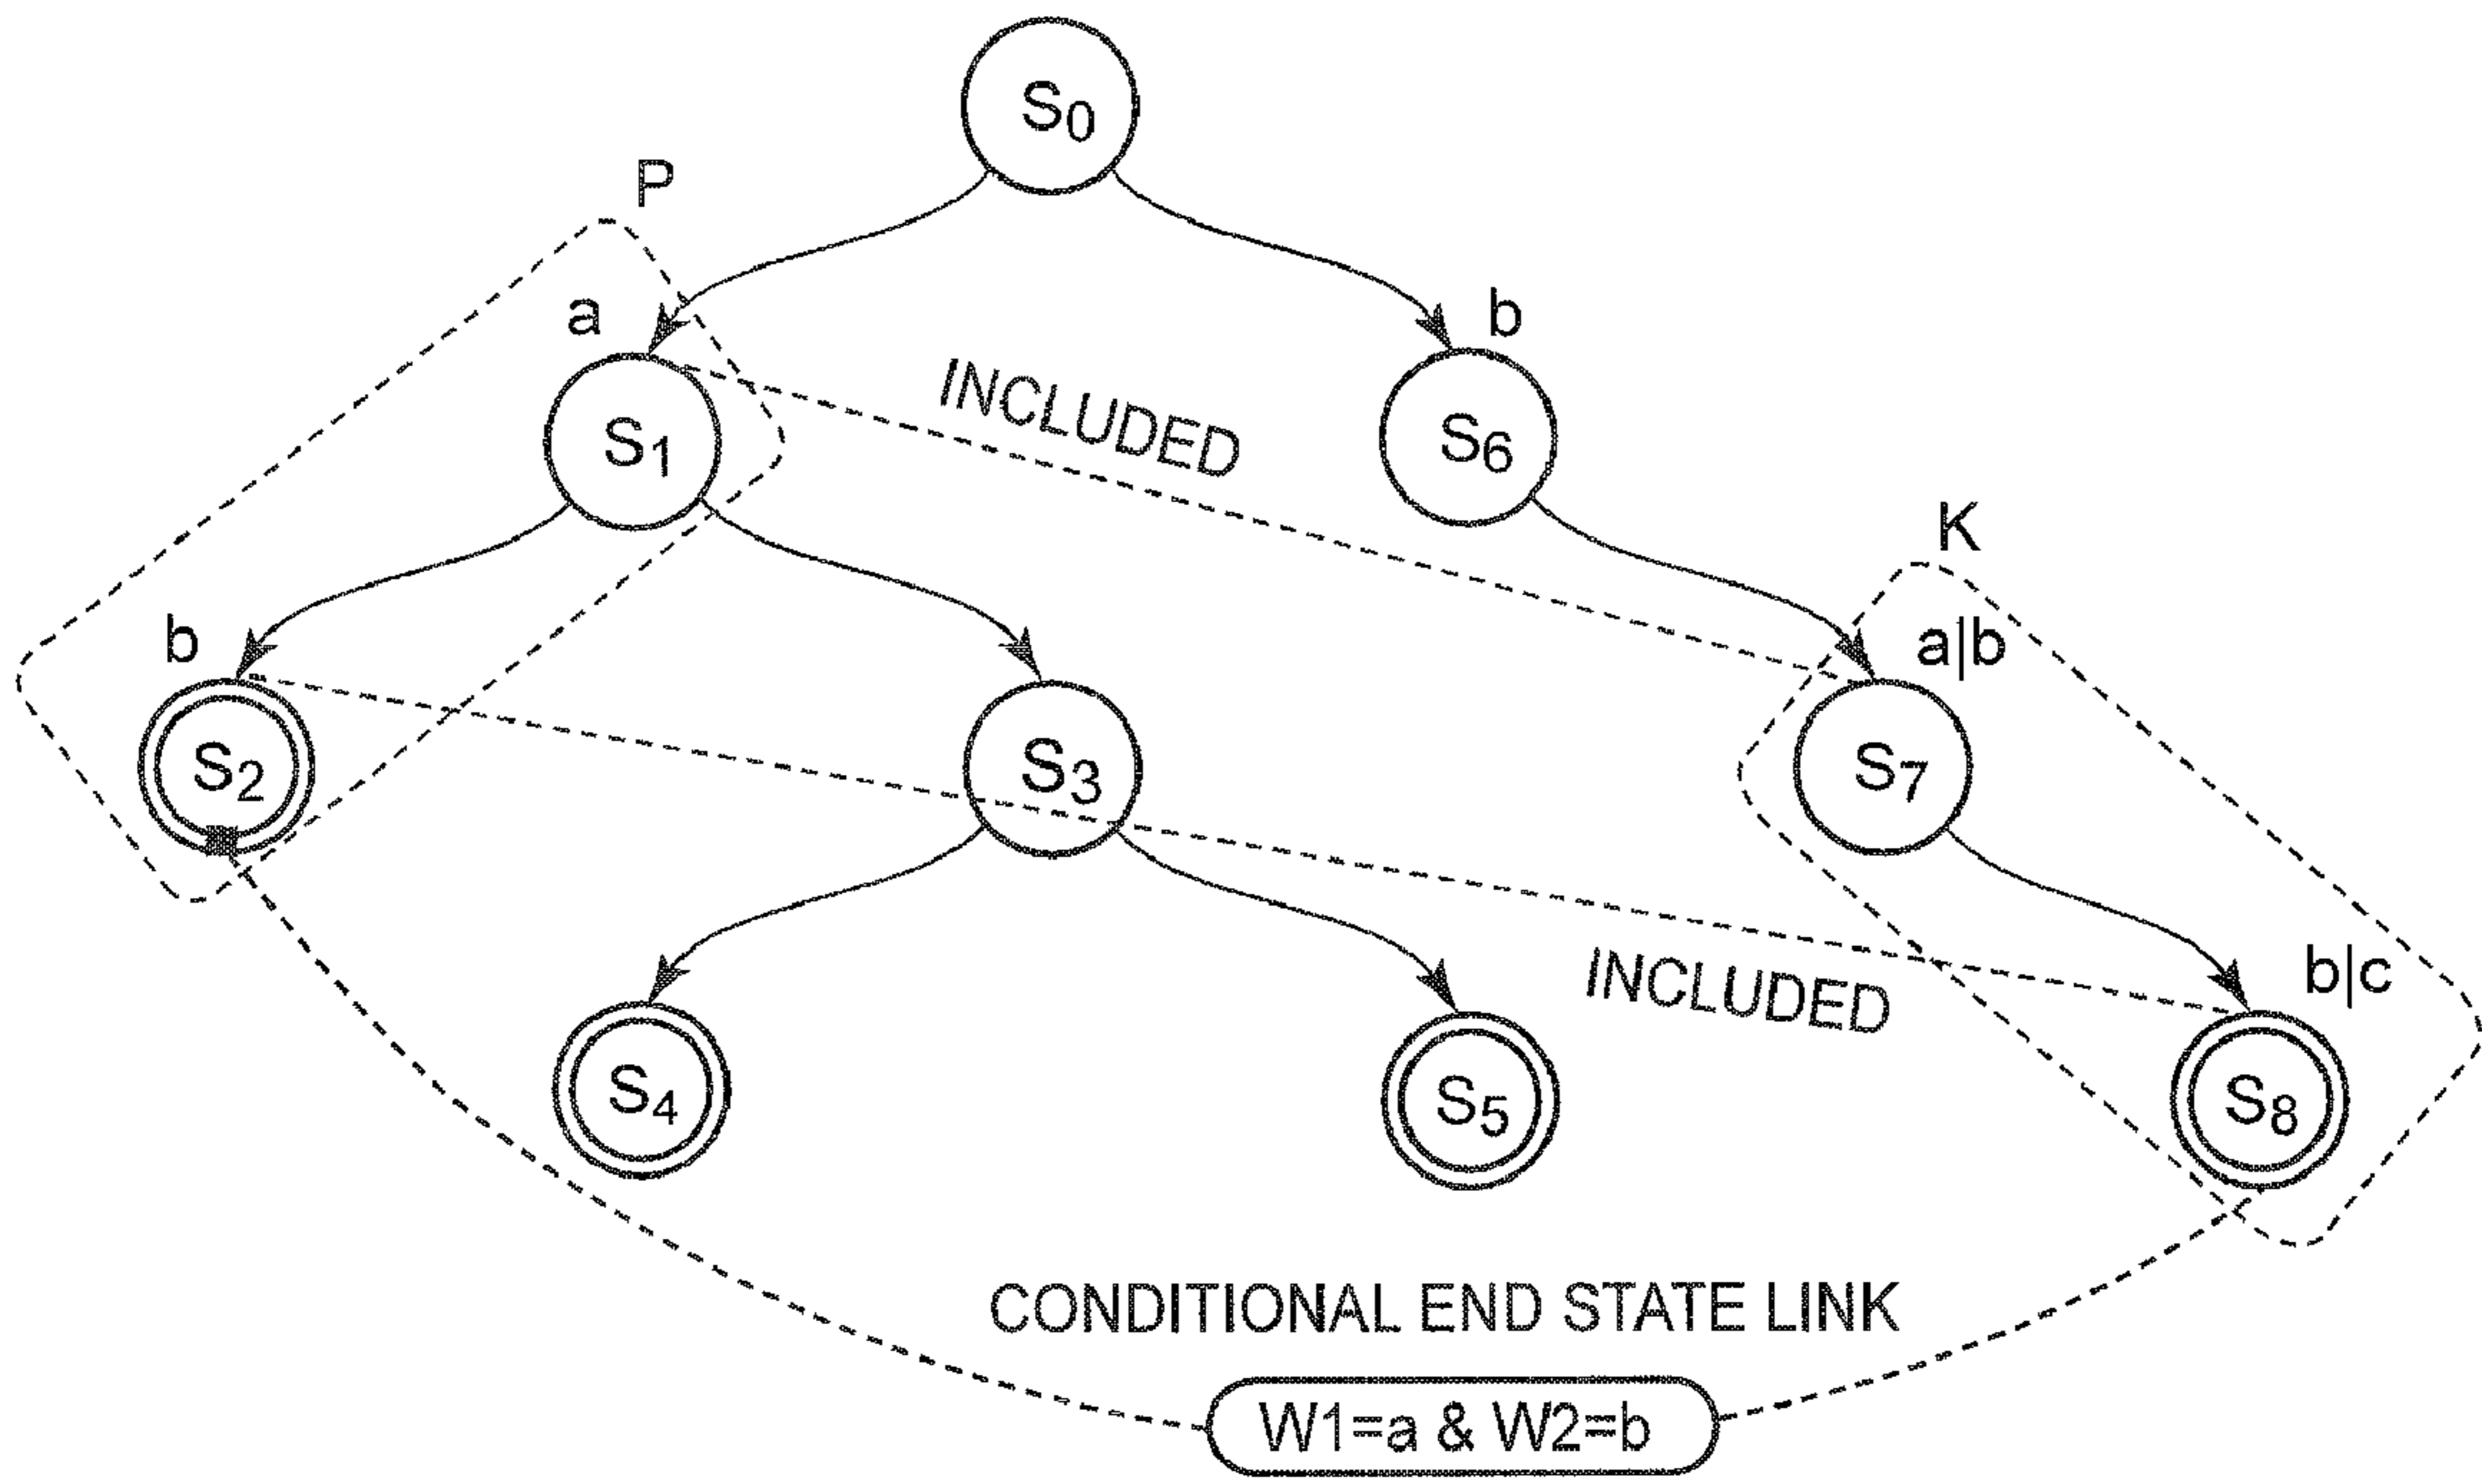 S0
P
a
b
INCLUDED
S1
S6
K
b
a|b
S2
S3
S7
INCLUDED
b|c
S4
S5
S8
CONDITIONAL END STATE LINK
W1=a & W2=b